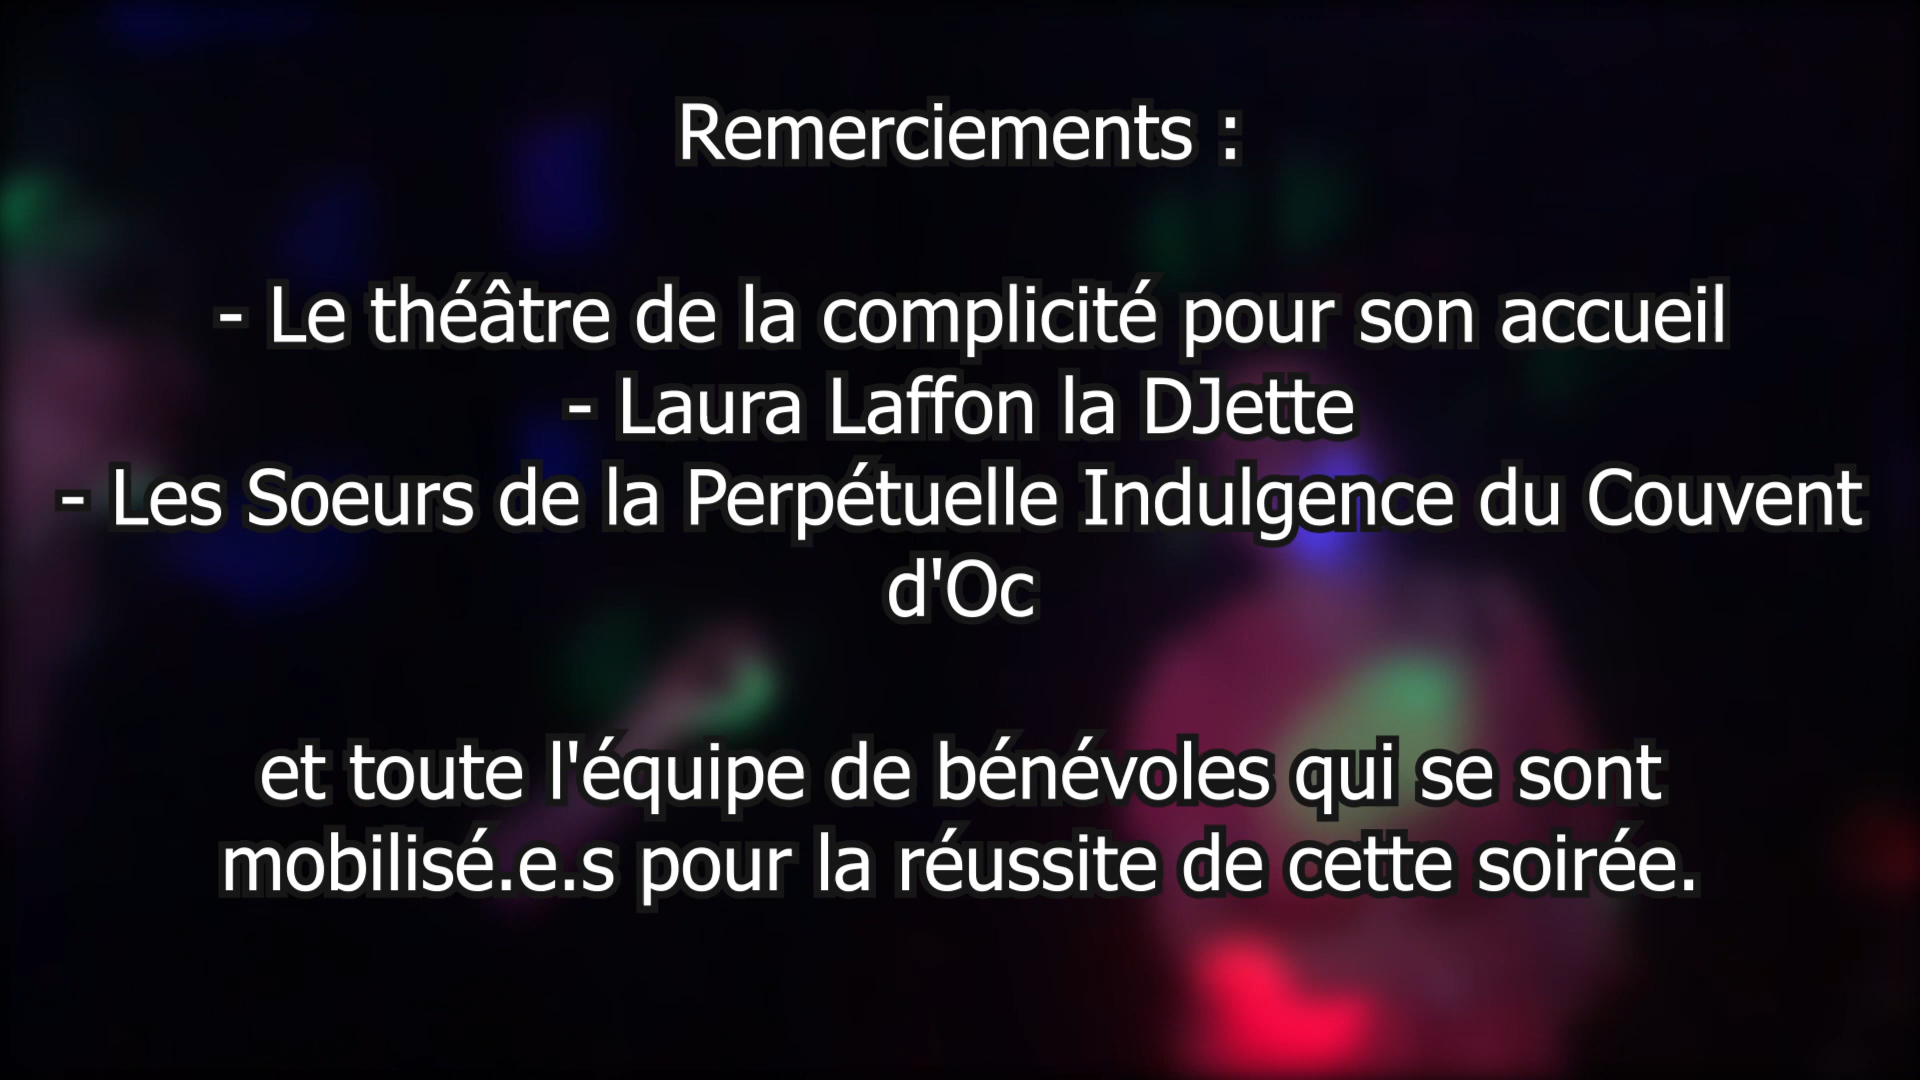 Remerciements :
- Le théâtre de la complicité pour son accueil
- Laura Laffon la DJette
- Les Soeurs de la Perpétuelle Indulgence du Couvent
d'Oc
et toute l'équipe de bénévoles qui se sont
mobilisé.e.s pour la réussite de cette soirée.